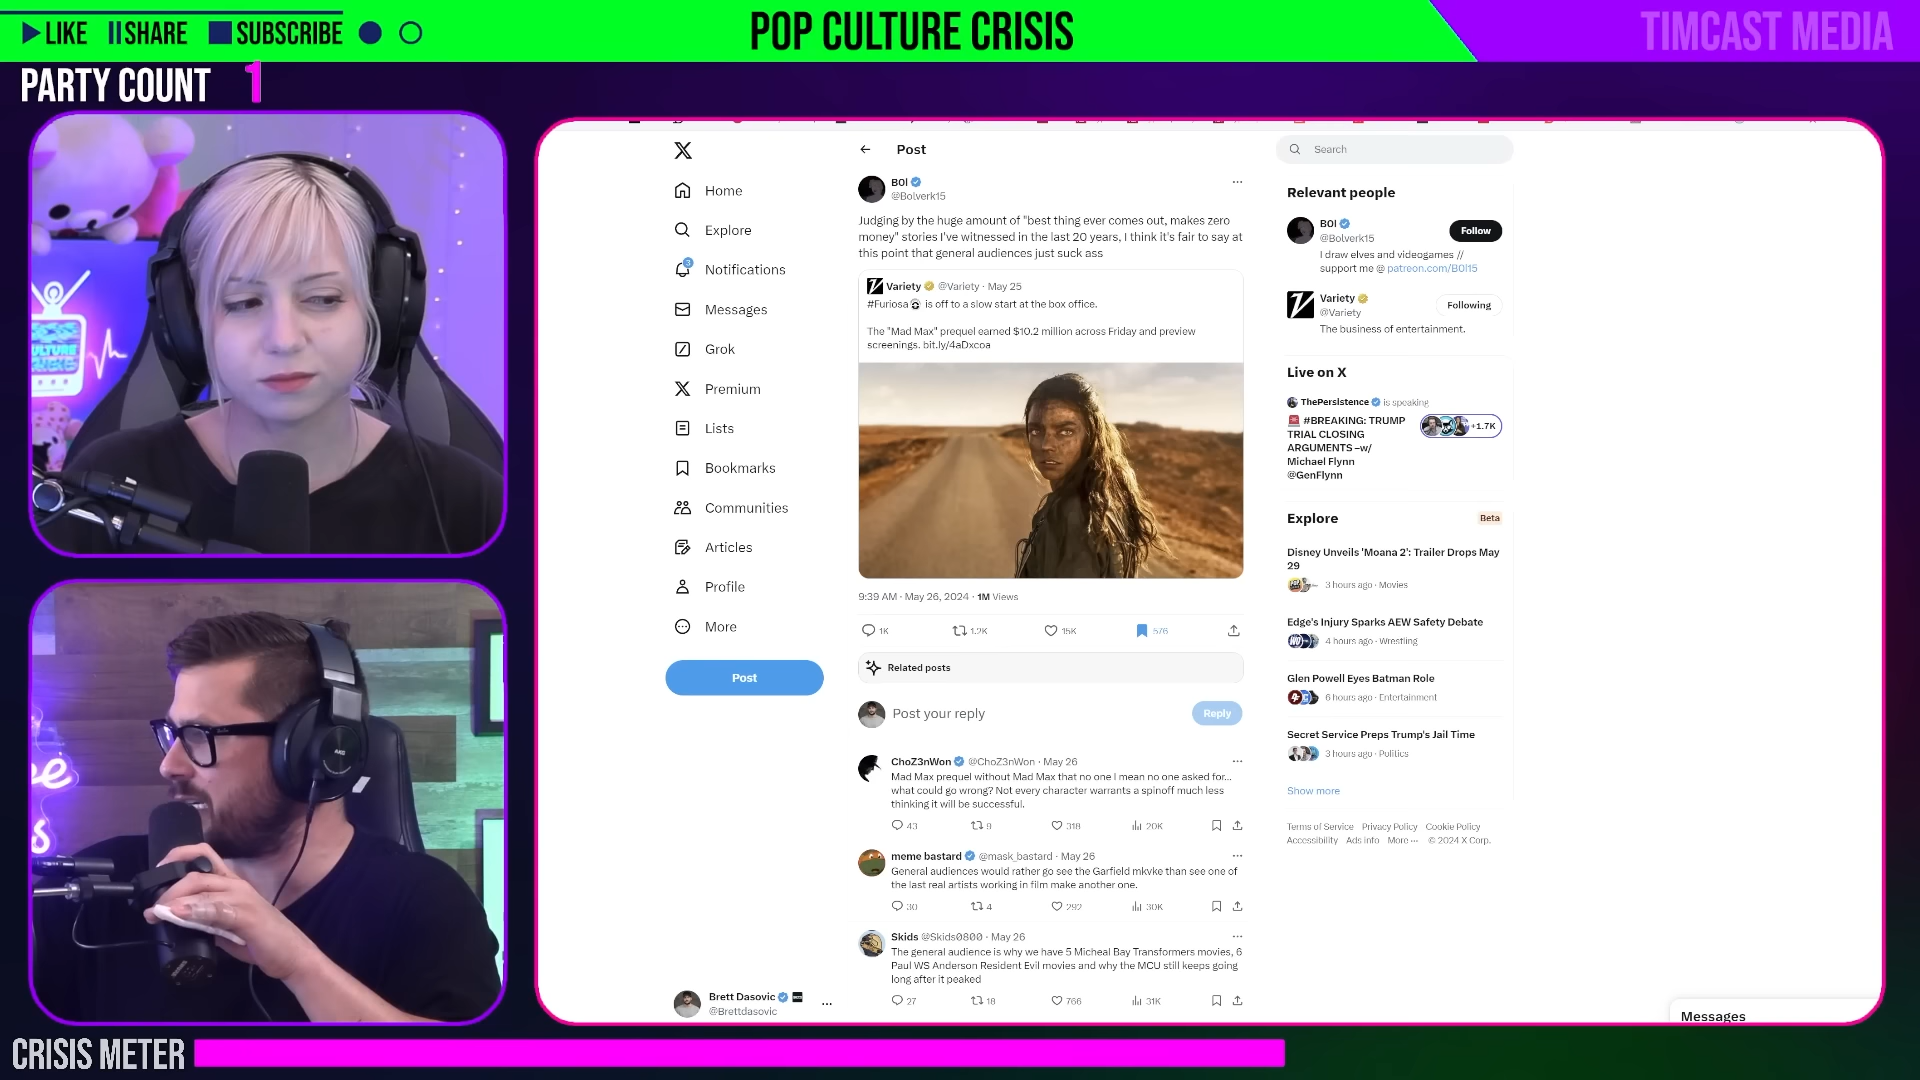 LIKE SHARE SUBSCRIBE
POP CULTURE CRISIS
TIMCAST MEDIA
PARTY COUNT 1
Post
Search
Home
Explore
Notifications
3
Messages
Grok
Premium
Lists
Bookmarks
Communities
Articles
Profile
More
Post
Brett Dasovic
@Brettdasovic
B0l
@Bolverk15
Judging by the huge amount of "best thing ever comes out, makes zero
money" stories I've witnessed in the last 20 years, I think it's fair to say at
this point that general audiences just suck ass
Variety @Variety · May 25
#Furiosa is off to a slow start at the box office.
The "Mad Max" prequel earned $10.2 million across Friday and preview
screenings. bit.ly/4aDxcoa
9:39 AM · May 26, 2024 · 1M Views
1K 1.2K 15K 576
Related posts
Post your reply
Reply
ChoZ3nWon @ChoZ3nWon · May 26
Mad Max prequel without Mad Max that no one I mean no one asked for...
what could go wrong? Not every character warrants a spinoff much less
thinking it will be successful.
43 9 318 20K
meme bastard @mask_bastard · May 26
General audiences would rather go see the Garfield mkvke than see one of
the last real artists working in film make another one.
30 4 292 30K
Skids @Skids0800 · May 26
The general audience is why we have 5 Micheal Bay Transformers movies, 6
Paul WS Anderson Resident Evil movies and why the MCU still keeps going
long after it peaked
27 18 766 31K
Relevant people
B0l
@Bolverk15
Follow
I draw elves and videogames //
support me @ patreon.com/B0l15
Variety
@Variety
Following
The business of entertainment.
Live on X
ThePersistence is speaking
#BREAKING: TRUMP
TRIAL CLOSING
ARGUMENTS –w/
Michael Flynn
@GenFlynn
+1.7K
Explore
Beta
Disney Unveils 'Moana 2': Trailer Drops May
29
3 hours ago · Movies
Edge's Injury Sparks AEW Safety Debate
4 hours ago · Wrestling
Glen Powell Eyes Batman Role
6 hours ago · Entertainment
Secret Service Preps Trump's Jail Time
3 hours ago · Politics
Show more
Terms of Service Privacy Policy Cookie Policy
Accessibility Ads info More ··· © 2024 X Corp.
Messages
CRISIS METER